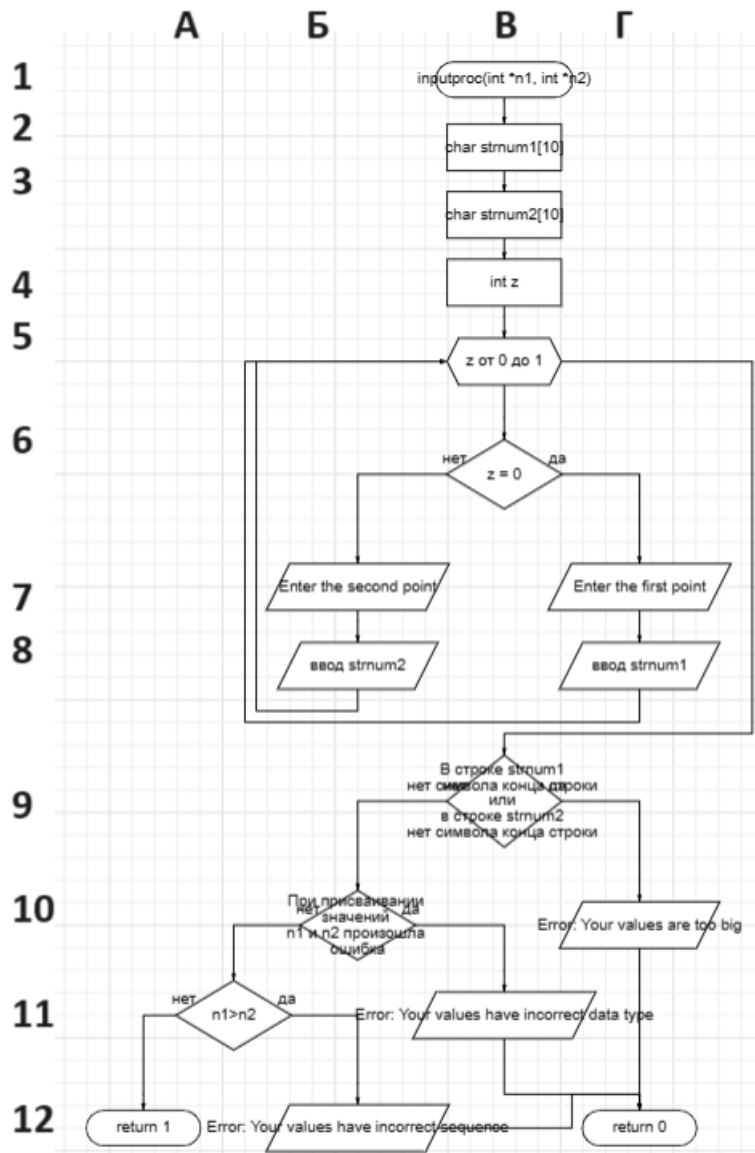 А Б В Г
1
inputproc(int *n1, int *n2)
2
char strnum1[10]
3
char strnum2[10]
4
int z
5
z от 0 до 1
6
нет
да
z = 0
7
Enter the second point
Enter the first point
8
ввод strnum2
ввод strnum1
9
В строке strnum1
нет символа конца строки
нет
да
или
в строке strnum2
нет символа конца строки
10
При присваивании
нет
да
значений
n1 и n2 произошла
ошибка
Error: Your values are too big
11
нет
да
n1>n2
Error: Your values have incorrect data type
12
return 1
Error: Your values have incorrect sequence
return 0